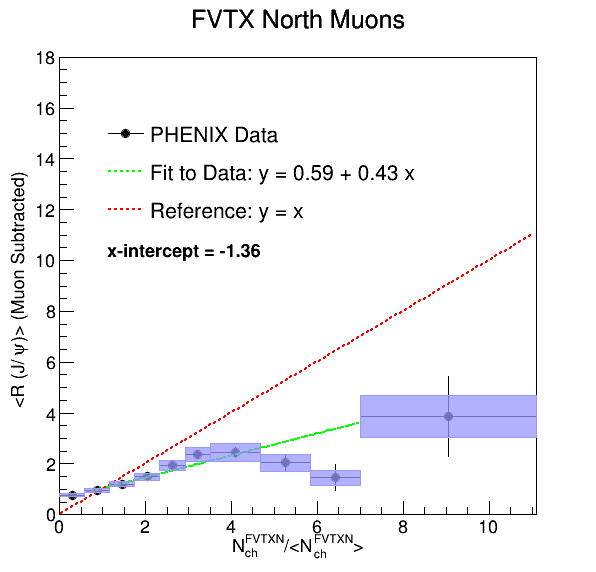 FVTX North Muons
18
16
14
12
10
8
6
4
2
0
<R (J/ψ)> (Muon Subtracted)
PHENIX Data
Fit to Data: y = 0.59 + 0.43 x
Reference: y = x
x-intercept = -1.36
0 2 4 6 8 10
N_ch^FVTXN/<N_ch^FVTXN>